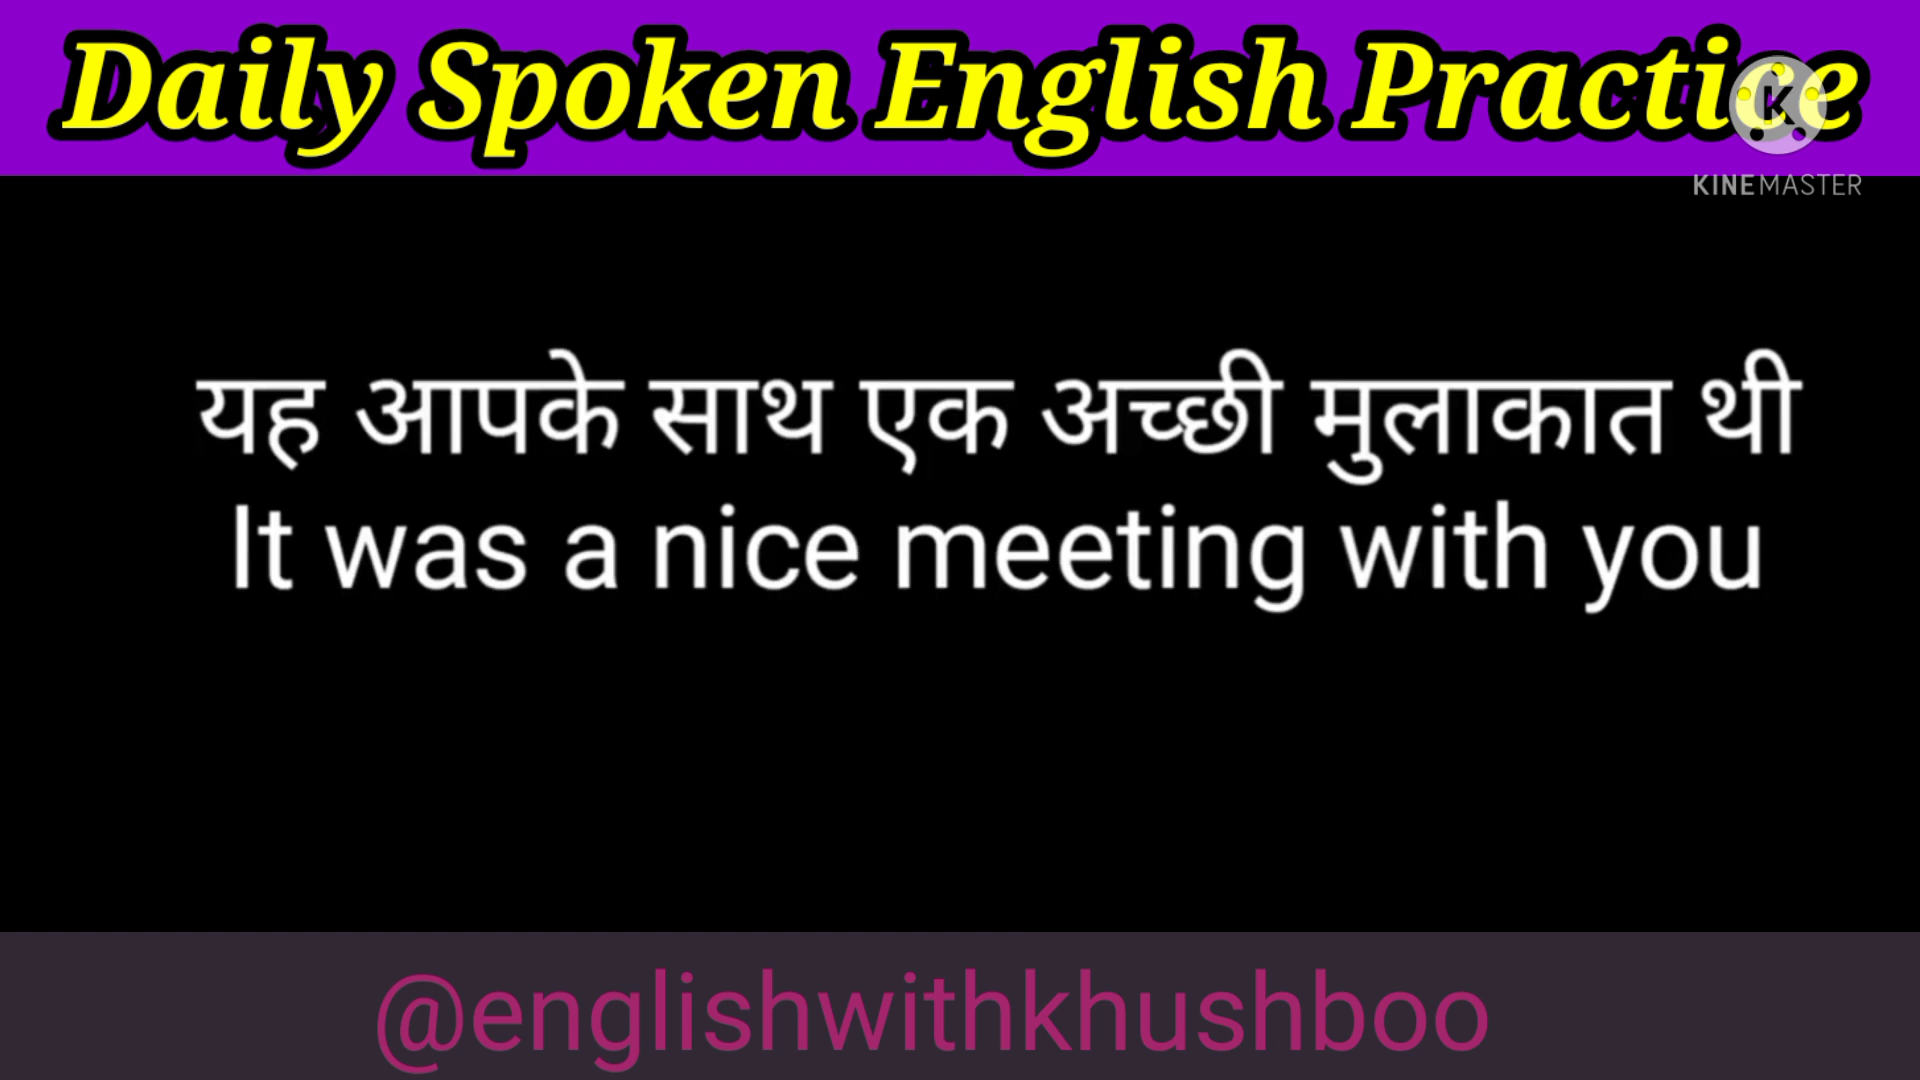 Daily Spoken English Practice
KINEMASTER
यह आपके साथ एक अच्छी मुलाकात थी
It was a nice meeting with you
@englishwithkhushboo